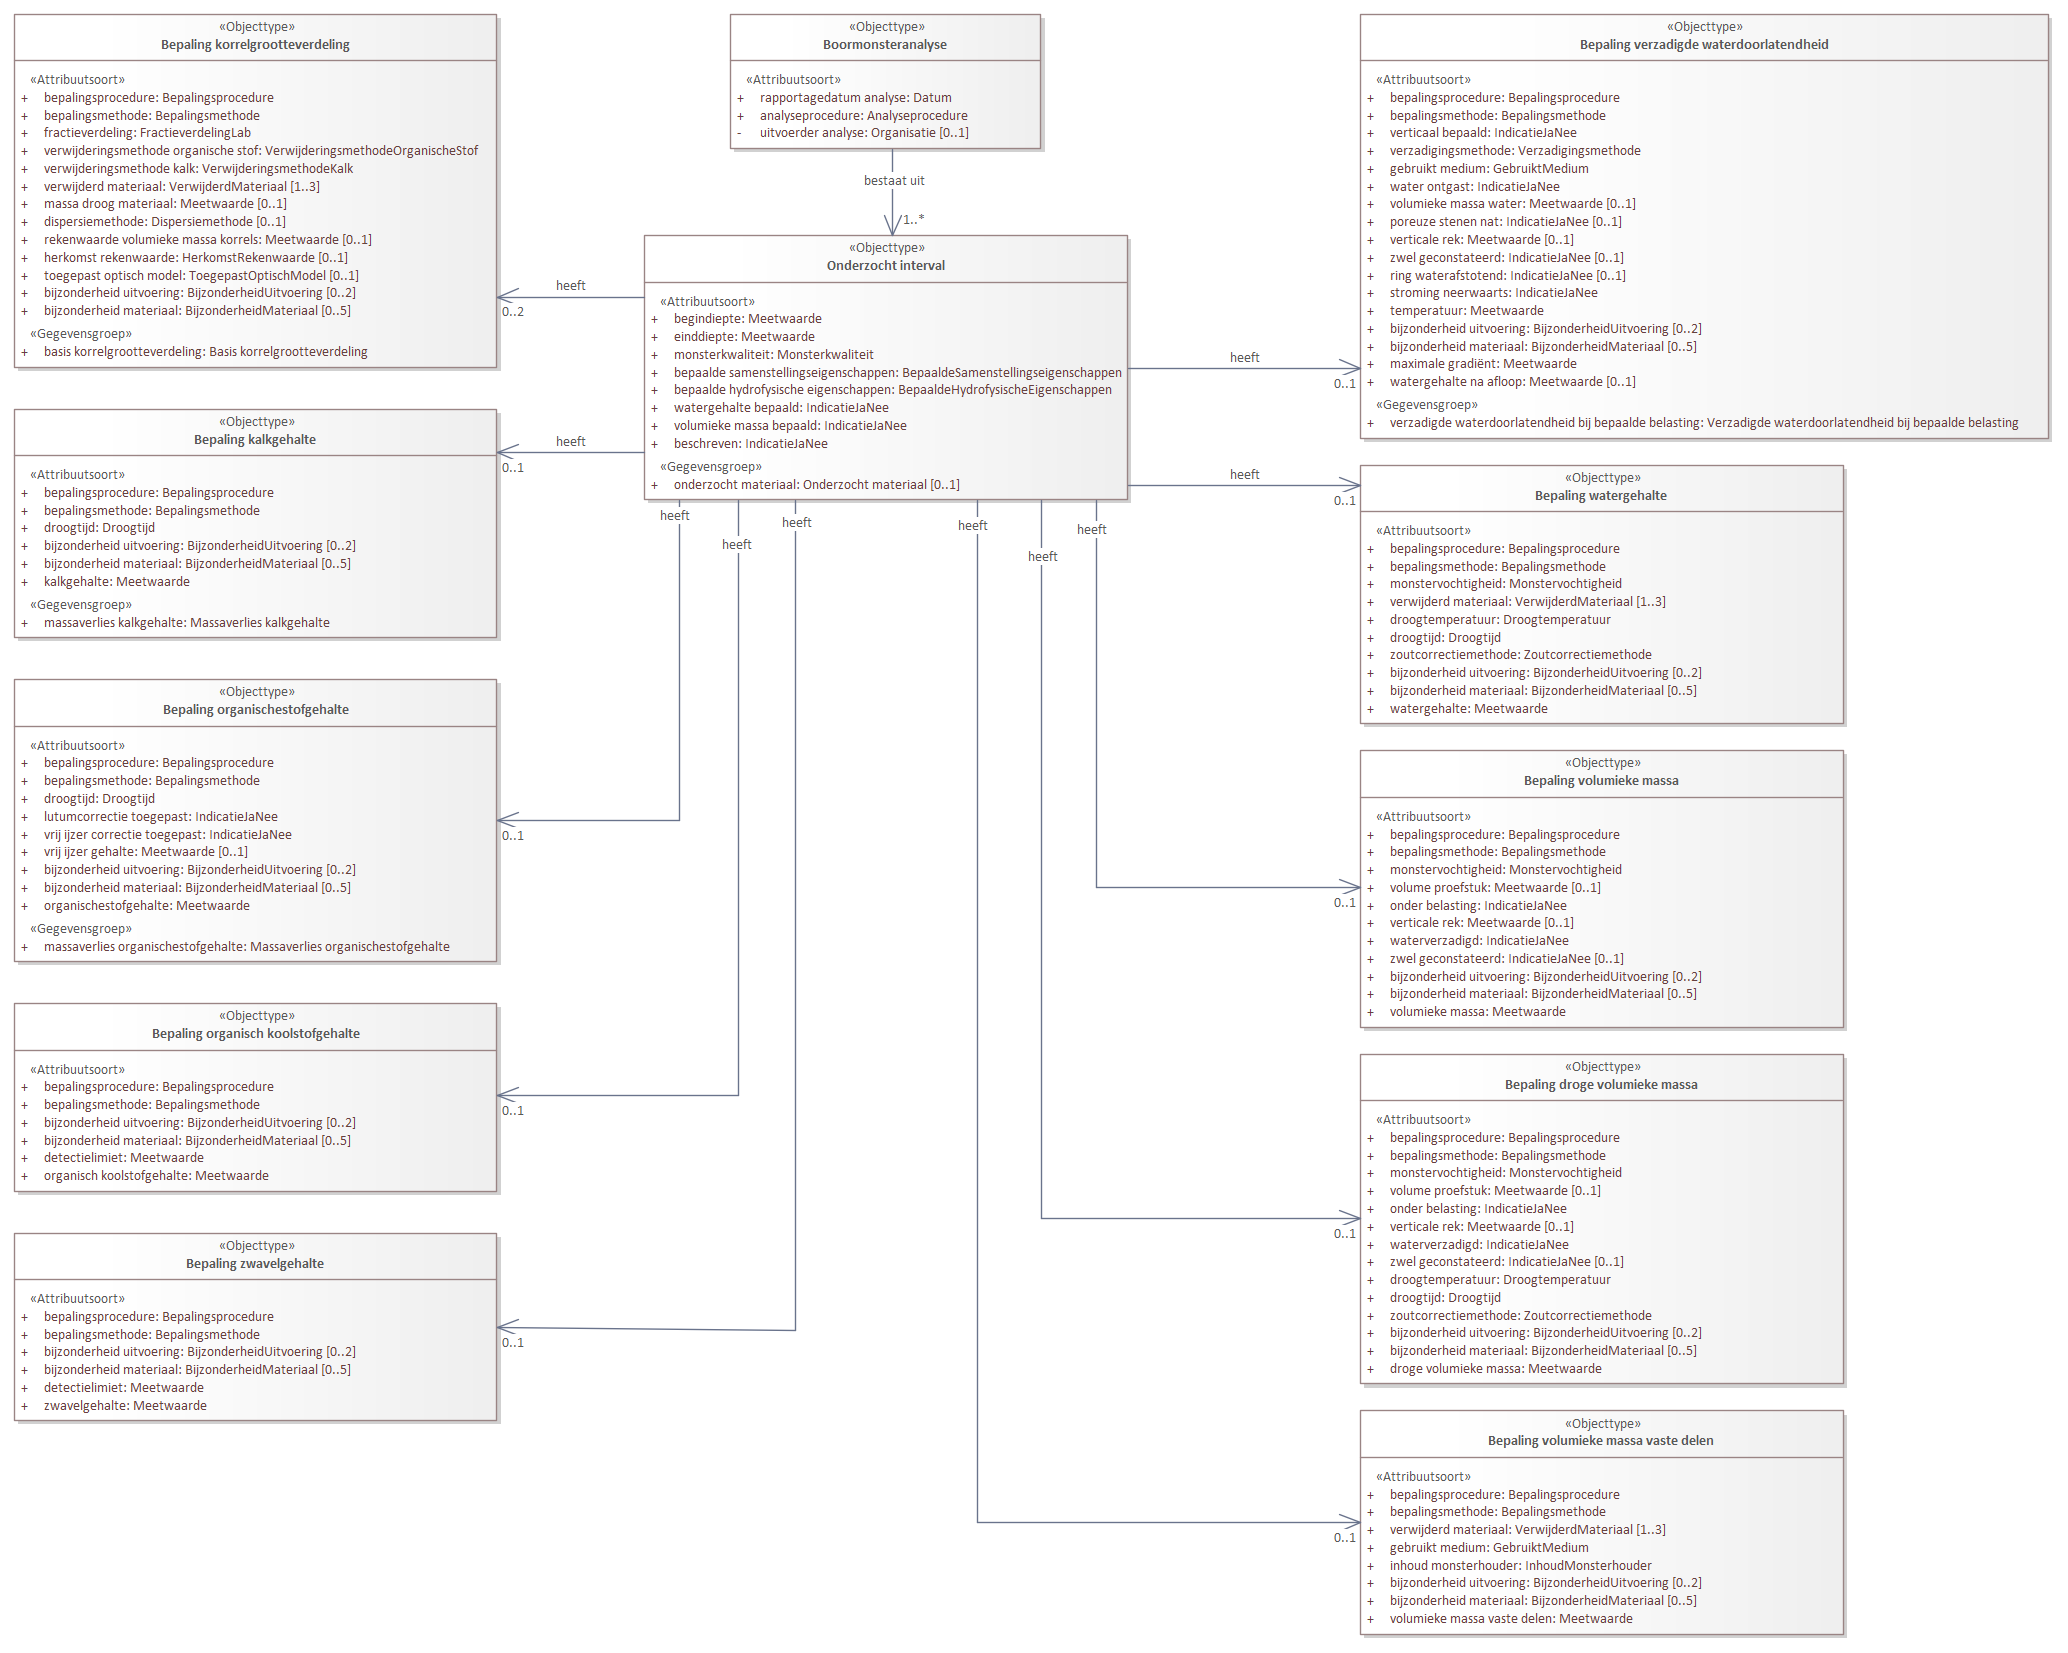 «Objecttype»
Bepaling korrelgrootteverdeling
«Attribuutsoort»
+ bepalingsprocedure: Bepalingsprocedure
+ bepalingsmethode: Bepalingsmethode
+ fractieverdeling: FractieverdelingLab
+ verwijderingsmethode organische stof: VerwijderingsmethodeOrganischeStof
+ verwijderingsmethode kalk: VerwijderingsmethodeKalk
+ verwijderd materiaal: VerwijderdMateriaal [1..3]
+ massa droog materiaal: Meetwaarde [0..1]
+ dispersiemethode: Dispersiemethode [0..1]
+ rekenwaarde volumieke massa korrels: Meetwaarde [0..1]
+ herkomst rekenwaarde: HerkomstRekenwaarde [0..1]
+ toegepast optisch model: ToegepastOptischModel [0..1]
+ bijzonderheid uitvoering: BijzonderheidUitvoering [0..2]
+ bijzonderheid materiaal: BijzonderheidMateriaal [0..5]
«Gegevensgroep»
+ basis korrelgrootteverdeling: Basis korrelgrootteverdeling
«Objecttype»
Boormonsteranalyse
«Attribuutsoort»
+ rapportagedatum analyse: Datum
+ analyseprocedure: Analyseprocedure
- uitvoerder analyse: Organisatie [0..1]
bestaat uit
1..*
«Objecttype»
Onderzocht interval
«Attribuutsoort»
+ begindiepte: Meetwaarde
+ einddiepte: Meetwaarde
+ monsterkwaliteit: Monsterkwaliteit
+ bepaalde samenstellingseigenschappen: BepaaldeSamenstellingseigenschappen
+ bepaalde hydrofysische eigenschappen: BepaaldeHydrofysischeEigenschappen
+ watergehalte bepaald: IndicatieJaNee
+ volumieke massa bepaald: IndicatieJaNee
+ beschreven: IndicatieJaNee
«Gegevensgroep»
+ onderzocht materiaal: Onderzocht materiaal [0..1]
«Objecttype»
Bepaling verzadigde waterdoorlatendheid
«Attribuutsoort»
+ bepalingsprocedure: Bepalingsprocedure
+ bepalingsmethode: Bepalingsmethode
+ verticaal bepaald: IndicatieJaNee
+ verzadigingsmethode: Verzadigingsmethode
+ gebruikt medium: GebruiktMedium
+ water ontgast: IndicatieJaNee
+ volumieke massa water: Meetwaarde [0..1]
+ poreuze stenen nat: IndicatieJaNee [0..1]
+ verticale rek: Meetwaarde [0..1]
+ zwel geconstateerd: IndicatieJaNee [0..1]
+ ring waterafstotend: IndicatieJaNee [0..1]
+ stroming neerwaarts: IndicatieJaNee
+ temperatuur: Meetwaarde
+ bijzonderheid uitvoering: BijzonderheidUitvoering [0..2]
+ bijzonderheid materiaal: BijzonderheidMateriaal [0..5]
+ maximale gradiënt: Meetwaarde
+ watergehalte na afloop: Meetwaarde [0..1]
«Gegevensgroep»
+ verzadigde waterdoorlatendheid bij bepaalde belasting: Verzadigde waterdoorlatendheid bij bepaalde belasting
heeft
0..2
heeft
0..1
heeft
0..1
heeft
0..1
«Objecttype»
Bepaling kalkgehalte
«Attribuutsoort»
+ bepalingsprocedure: Bepalingsprocedure
+ bepalingsmethode: Bepalingsmethode
+ droogtijd: Droogtijd
+ bijzonderheid uitvoering: BijzonderheidUitvoering [0..2]
+ bijzonderheid materiaal: BijzonderheidMateriaal [0..5]
+ kalkgehalte: Meetwaarde
«Gegevensgroep»
+ massaverlies kalkgehalte: Massaverlies kalkgehalte
«Objecttype»
Bepaling watergehalte
«Attribuutsoort»
+ bepalingsprocedure: Bepalingsprocedure
+ bepalingsmethode: Bepalingsmethode
+ monstervochtigheid: Monstervochtigheid
+ verwijderd materiaal: VerwijderdMateriaal [1..3]
+ droogtemperatuur: Droogtemperatuur
+ droogtijd: Droogtijd
+ zoutcorrectiemethode: Zoutcorrectiemethode
+ bijzonderheid uitvoering: BijzonderheidUitvoering [0..2]
+ bijzonderheid materiaal: BijzonderheidMateriaal [0..5]
+ watergehalte: Meetwaarde
heeft
heeft
heeft
heeft
heeft
heeft
«Objecttype»
Bepaling organischestofgehalte
«Attribuutsoort»
+ bepalingsprocedure: Bepalingsprocedure
+ bepalingsmethode: Bepalingsmethode
+ droogtijd: Droogtijd
+ lutumcorrectie toegepast: IndicatieJaNee
+ vrij ijzer correctie toegepast: IndicatieJaNee
+ vrij ijzer gehalte: Meetwaarde [0..1]
+ bijzonderheid uitvoering: BijzonderheidUitvoering [0..2]
+ bijzonderheid materiaal: BijzonderheidMateriaal [0..5]
+ organischestofgehalte: Meetwaarde
«Gegevensgroep»
+ massaverlies organischestofgehalte: Massaverlies organischestofgehalte
0..1
«Objecttype»
Bepaling volumieke massa
«Attribuutsoort»
+ bepalingsprocedure: Bepalingsprocedure
+ bepalingsmethode: Bepalingsmethode
+ monstervochtigheid: Monstervochtigheid
+ volume proefstuk: Meetwaarde [0..1]
+ onder belasting: IndicatieJaNee
+ verticale rek: Meetwaarde [0..1]
+ waterverzadigd: IndicatieJaNee
+ zwel geconstateerd: IndicatieJaNee [0..1]
+ bijzonderheid uitvoering: BijzonderheidUitvoering [0..2]
+ bijzonderheid materiaal: BijzonderheidMateriaal [0..5]
+ volumieke massa: Meetwaarde
0..1
«Objecttype»
Bepaling organisch koolstofgehalte
«Attribuutsoort»
+ bepalingsprocedure: Bepalingsprocedure
+ bepalingsmethode: Bepalingsmethode
+ bijzonderheid uitvoering: BijzonderheidUitvoering [0..2]
+ bijzonderheid materiaal: BijzonderheidMateriaal [0..5]
+ detectielimiet: Meetwaarde
+ organisch koolstofgehalte: Meetwaarde
0..1
«Objecttype»
Bepaling droge volumieke massa
«Attribuutsoort»
+ bepalingsprocedure: Bepalingsprocedure
+ bepalingsmethode: Bepalingsmethode
+ monstervochtigheid: Monstervochtigheid
+ volume proefstuk: Meetwaarde [0..1]
+ onder belasting: IndicatieJaNee
+ verticale rek: Meetwaarde [0..1]
+ waterverzadigd: IndicatieJaNee
+ zwel geconstateerd: IndicatieJaNee [0..1]
+ droogtemperatuur: Droogtemperatuur
+ droogtijd: Droogtijd
+ zoutcorrectiemethode: Zoutcorrectiemethode
+ bijzonderheid uitvoering: BijzonderheidUitvoering [0..2]
+ bijzonderheid materiaal: BijzonderheidMateriaal [0..5]
+ droge volumieke massa: Meetwaarde
0..1
«Objecttype»
Bepaling zwavelgehalte
«Attribuutsoort»
+ bepalingsprocedure: Bepalingsprocedure
+ bepalingsmethode: Bepalingsmethode
+ bijzonderheid uitvoering: BijzonderheidUitvoering [0..2]
+ bijzonderheid materiaal: BijzonderheidMateriaal [0..5]
+ detectielimiet: Meetwaarde
+ zwavelgehalte: Meetwaarde
0..1
«Objecttype»
Bepaling volumieke massa vaste delen
«Attribuutsoort»
+ bepalingsprocedure: Bepalingsprocedure
+ bepalingsmethode: Bepalingsmethode
+ verwijderd materiaal: VerwijderdMateriaal [1..3]
+ gebruikt medium: GebruiktMedium
+ inhoud monsterhouder: InhoudMonsterhouder
+ bijzonderheid uitvoering: BijzonderheidUitvoering [0..2]
+ bijzonderheid materiaal: BijzonderheidMateriaal [0..5]
+ volumieke massa vaste delen: Meetwaarde
0..1